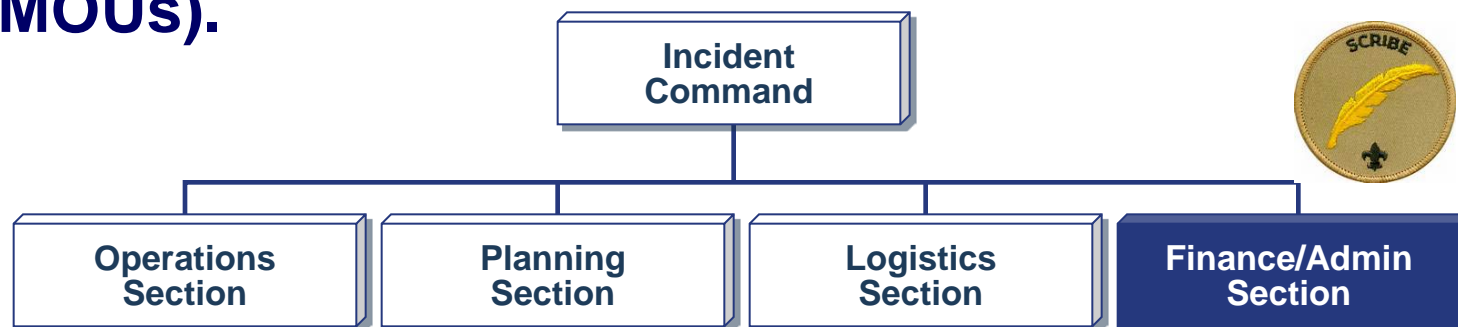 MOUs).
Incident
Command
SCRIBE
Operations
Section
Planning
Section
Logistics
Section
Finance/Admin
Section